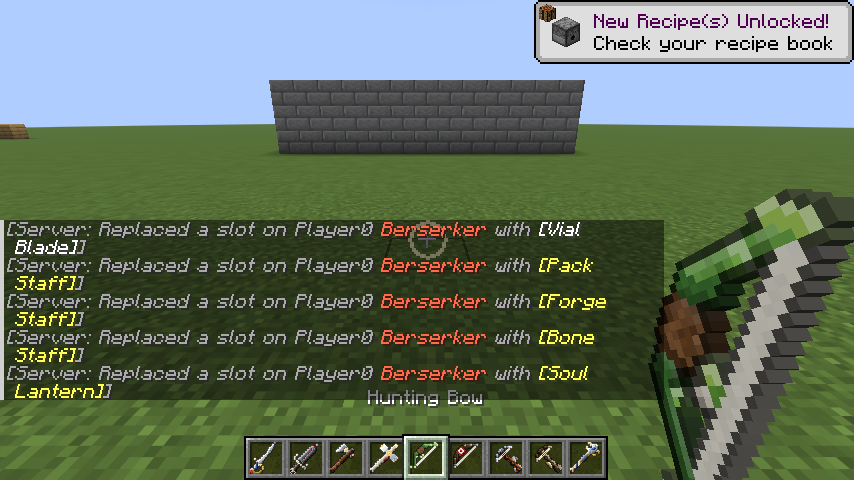 New Recipe(s) Unlocked!
Check your recipe book
[Server: Replaced a slot on Player0 Berserker with [Vial
Blade]]
[Server: Replaced a slot on Player0 Berserker with [Pack
Staff]]
[Server: Replaced a slot on Player0 Berserker with [Forge
Staff]]
[Server: Replaced a slot on Player0 Berserker with [Bone
Staff]]
[Server: Replaced a slot on Player0 Berserker with [Soul
Lantern]]
Hunting Bow